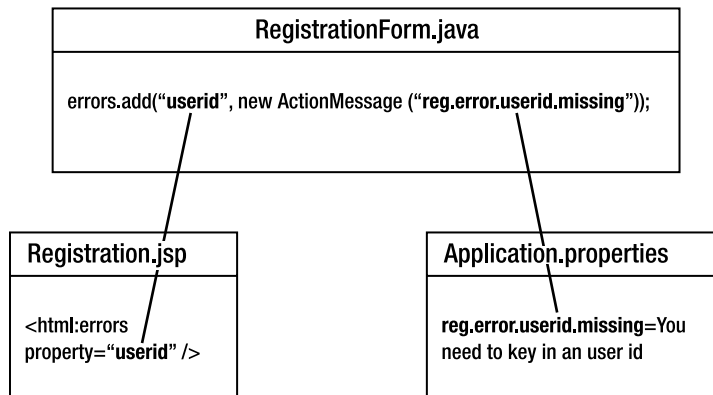 RegistrationForm.java
errors.add(“userid”, new ActionMessage (“reg.error.userid.missing”));
Registration.jsp
<html:errors
property=“userid” />
Application.properties
reg.error.userid.missing=You
need to key in an user id